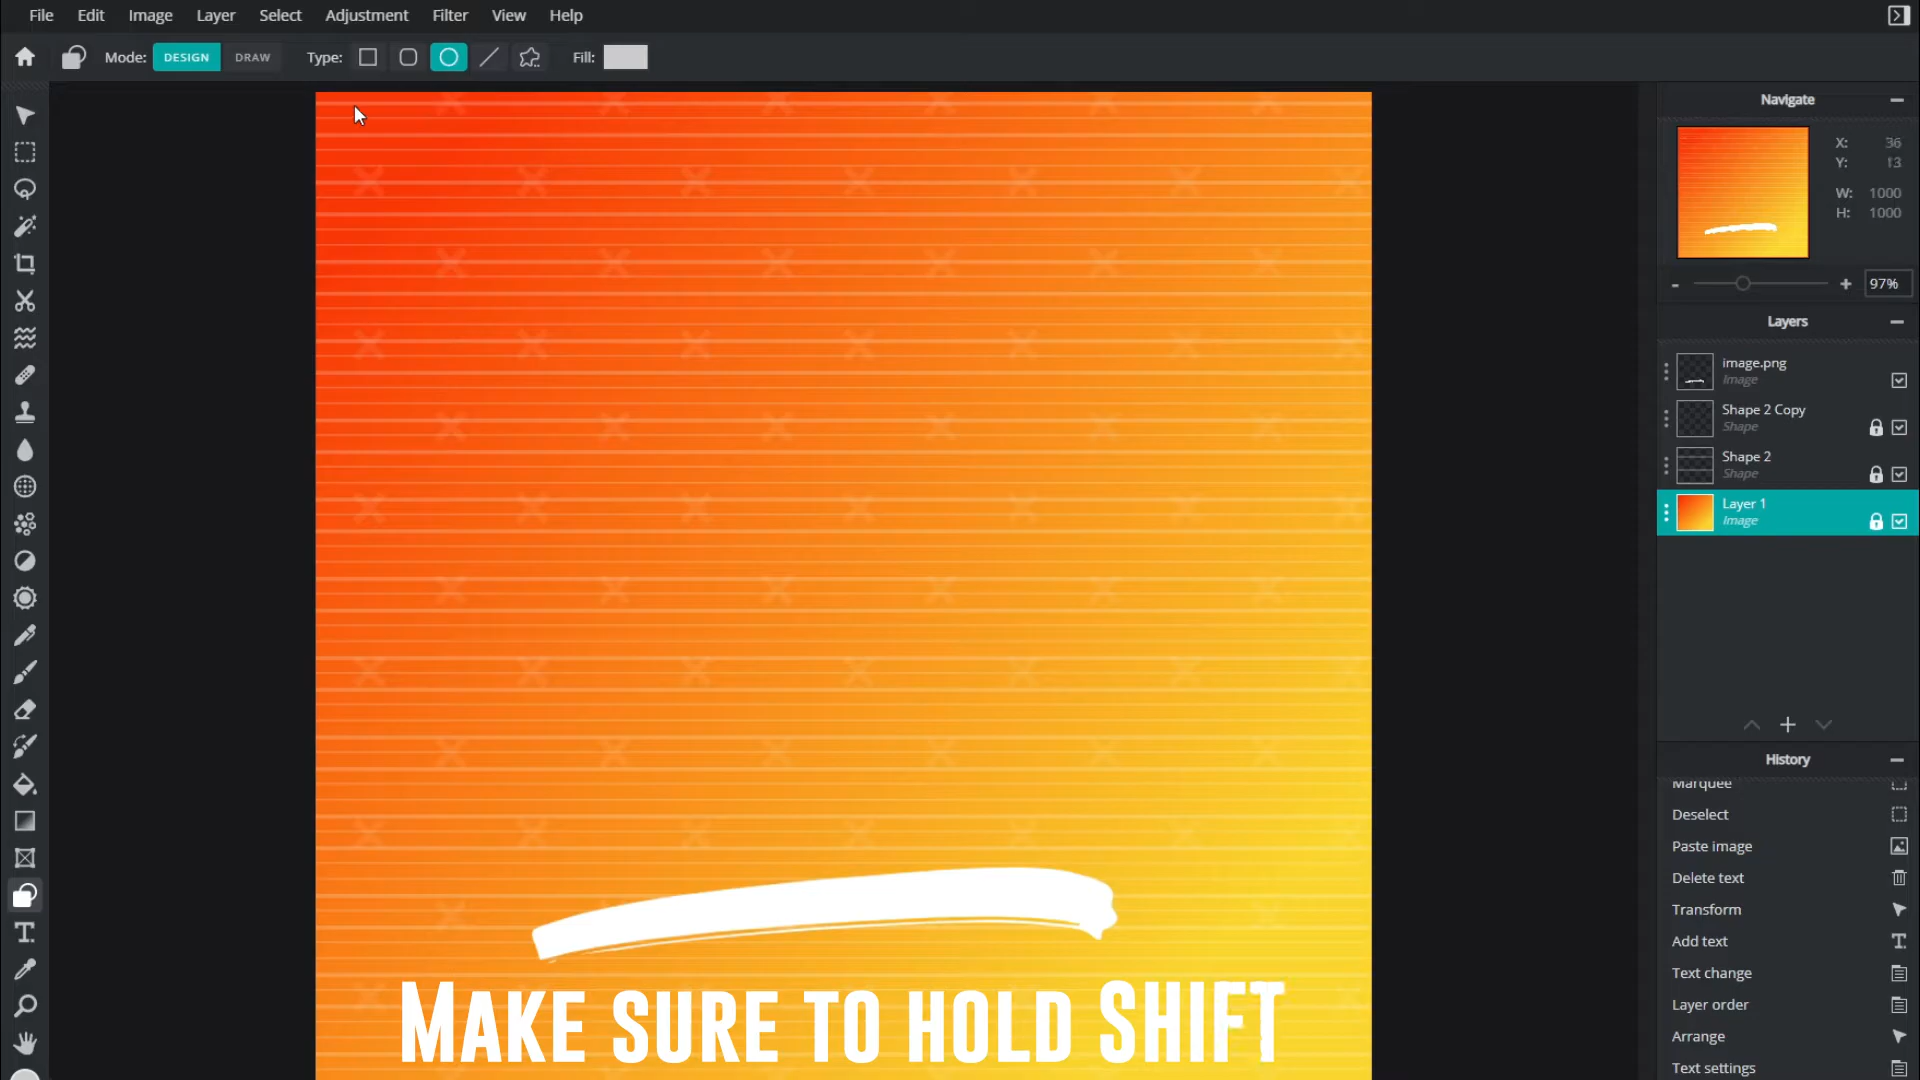 File Edit Image Layer Select Adjustment Filter View Help
Mode: DESIGN DRAW Type: Fill:
Navigate
X: 36
Y: 13
W: 1000
H: 1000
- + 97%
Layers
image.png
Image
Shape 2 Copy
Shape
Shape 2
Shape
Layer 1
Image
History
Marquee
Deselect
Paste image
Delete text
Transform
Add text
Text change
Layer order
Arrange
Text settings
MAKE SURE TO HOLD SHIFT